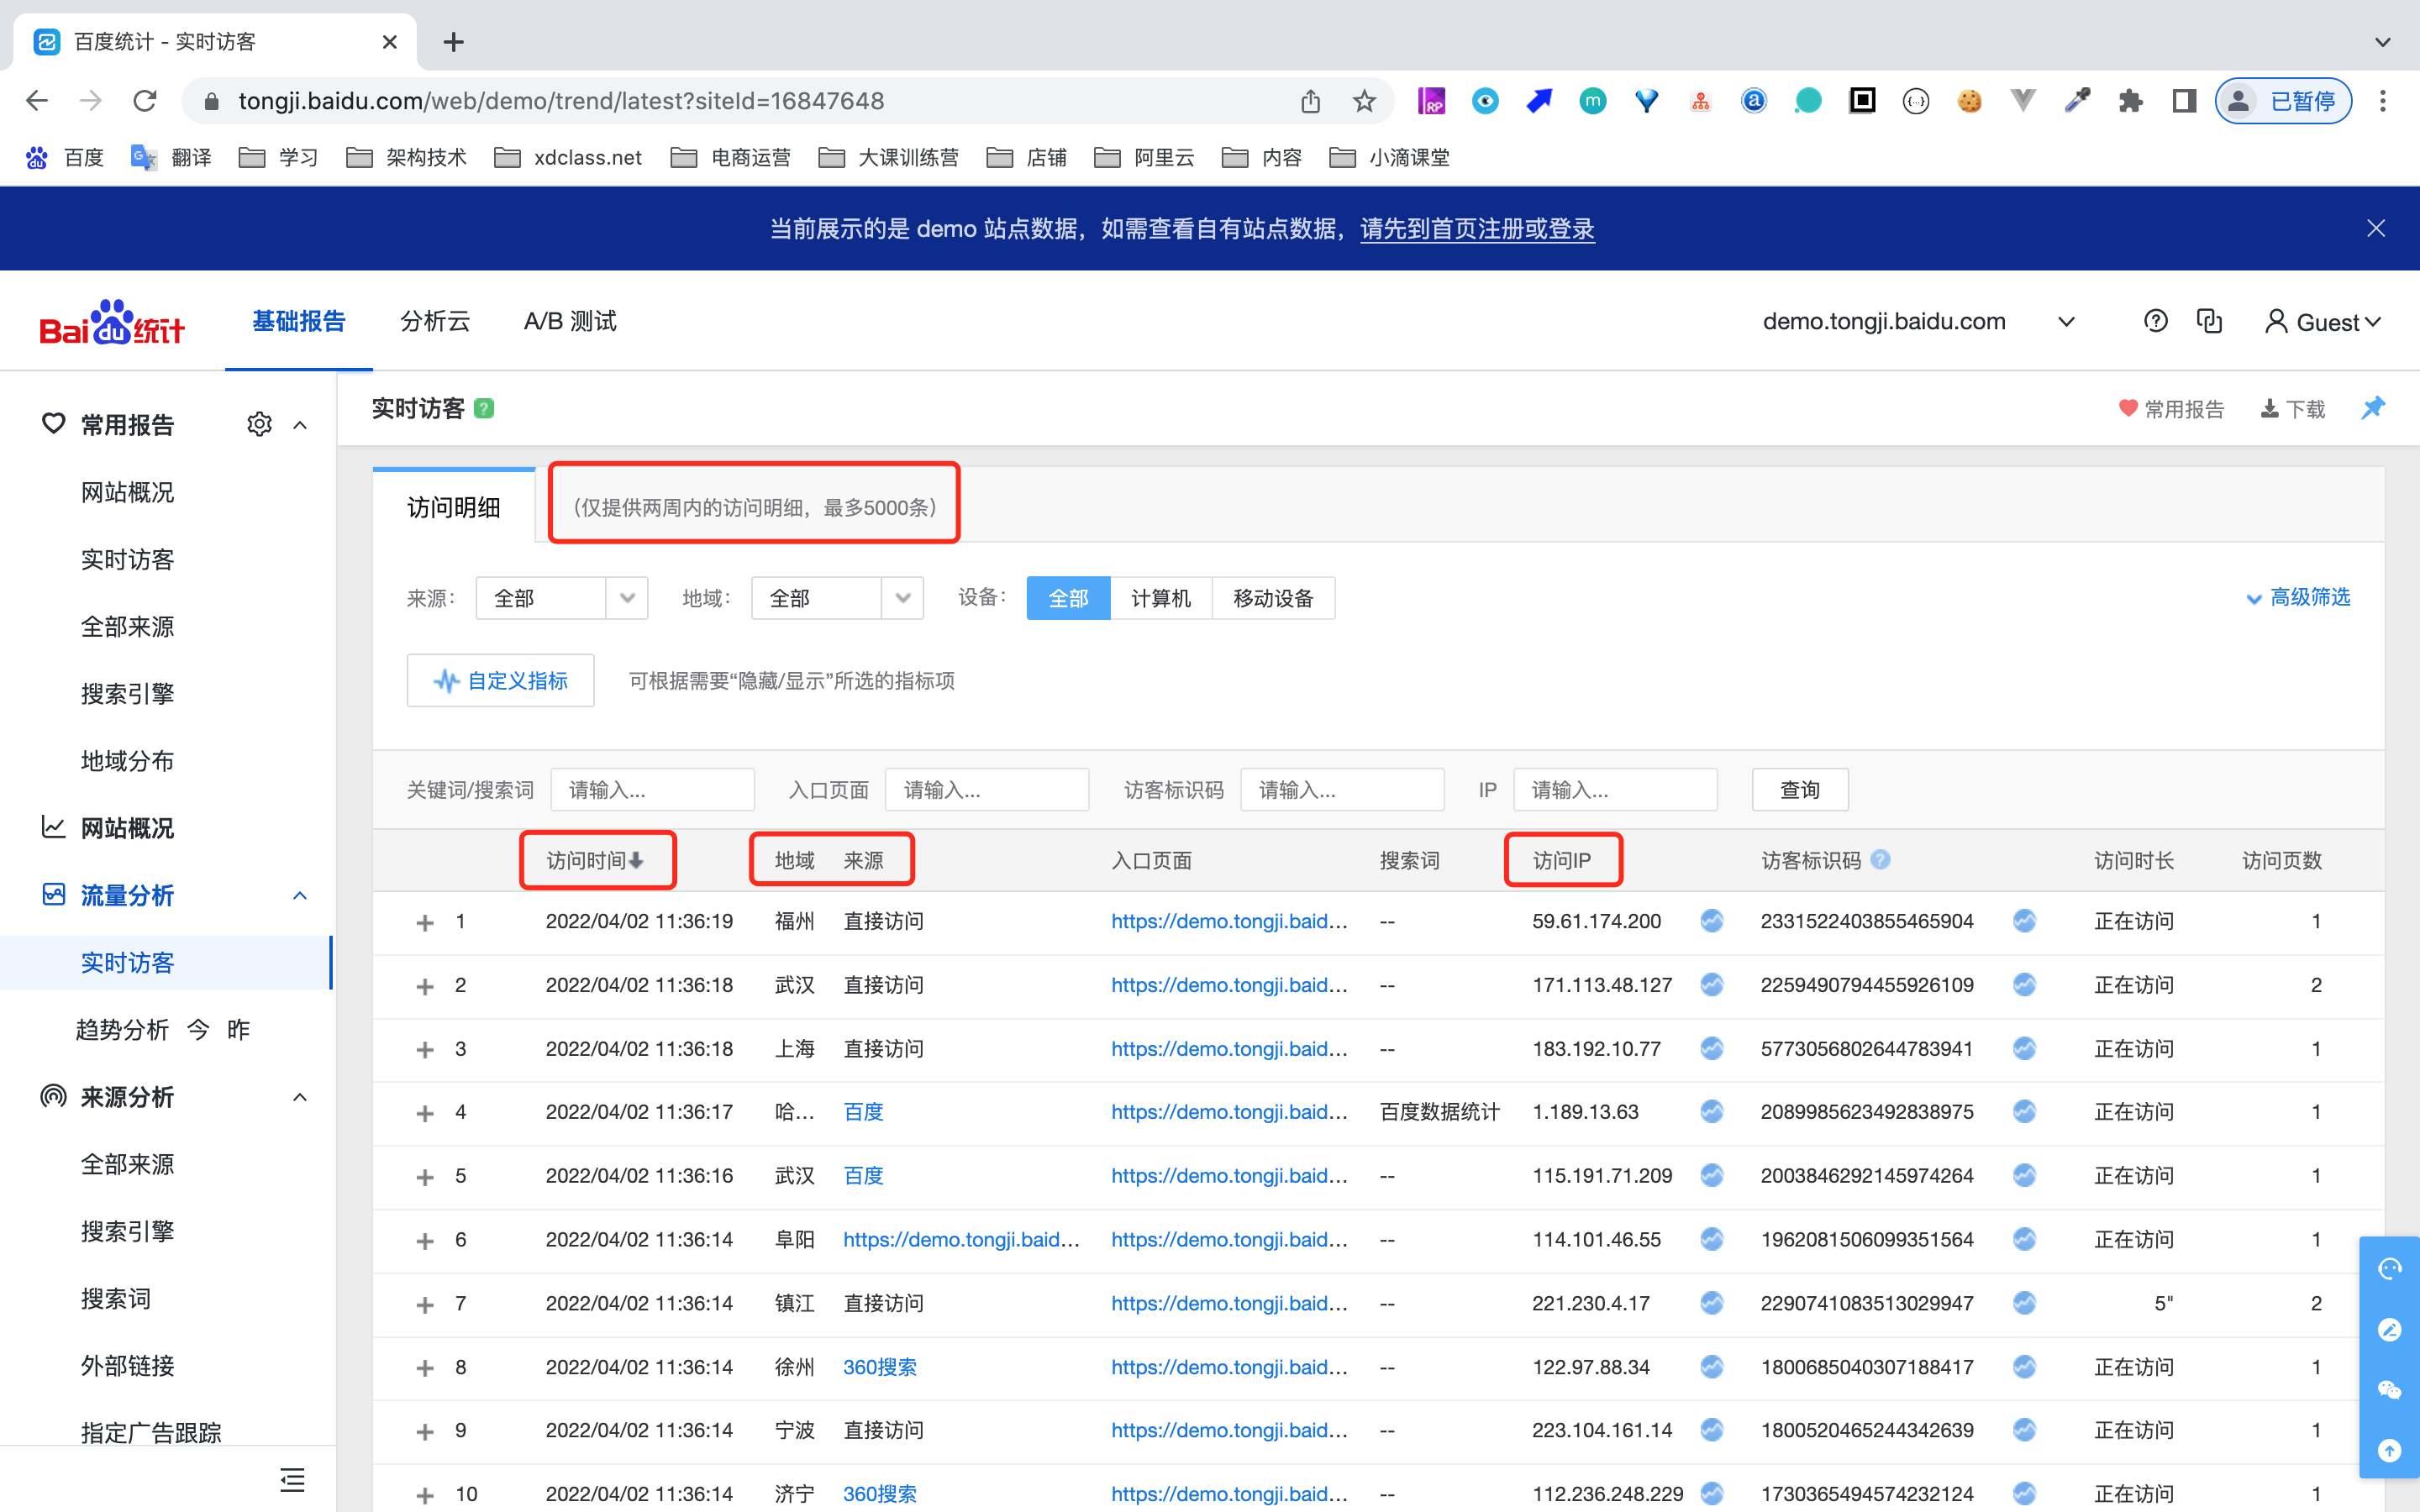 百度统计 - 实时访客
tongji.baidu.com/web/demo/trend/latest?siteId=16847648
已暂停
百度 翻译 学习 架构技术 xdclass.net 电商运营 大课训练营 店铺 阿里云 内容 小滴课堂
当前展示的是 demo 站点数据，如需查看自有站点数据，请先到首页注册或登录
Bai du 统计 基础报告 分析云 A/B 测试 demo.tongji.baidu.com Guest
常用报告
网站概况
实时访客
全部来源
搜索引擎
地域分布
网站概况
流量分析
实时访客
趋势分析 今 昨
来源分析
全部来源
搜索引擎
搜索词
外部链接
指定广告跟踪
实时访客 ? 常用报告 下载
访问明细 （仅提供两周内的访问明细，最多5000条）
来源： 全部 地域： 全部 设备： 全部 计算机 移动设备 高级筛选
自定义指标 可根据需要“隐藏/显示”所选的指标项
关键词/搜索词 请输入... 入口页面 请输入... 访客标识码 请输入... IP 请输入... 查询
访问时间 地域 来源 入口页面 搜索词 访问IP 访客标识码 ? 访问时长 访问页数
+ 1 2022/04/02 11:36:19 福州 直接访问 https://demo.tongji.baid... -- 59.61.174.200 2331522403855465904 正在访问 1
+ 2 2022/04/02 11:36:18 武汉 直接访问 https://demo.tongji.baid... -- 171.113.48.127 2259490794455926109 正在访问 2
+ 3 2022/04/02 11:36:18 上海 直接访问 https://demo.tongji.baid... -- 183.192.10.77 5773056802644783941 正在访问 1
+ 4 2022/04/02 11:36:17 哈... 百度 https://demo.tongji.baid... 百度数据统计 1.189.13.63 2089985623492838975 正在访问 1
+ 5 2022/04/02 11:36:16 武汉 百度 https://demo.tongji.baid... -- 115.191.71.209 2003846292145974264 正在访问 1
+ 6 2022/04/02 11:36:14 阜阳 https://demo.tongji.baid... https://demo.tongji.baid... -- 114.101.46.55 1962081506099351564 正在访问 1
+ 7 2022/04/02 11:36:14 镇江 直接访问 https://demo.tongji.baid... -- 221.230.4.17 2290741083513029947 5" 2
+ 8 2022/04/02 11:36:14 徐州 360搜索 https://demo.tongji.baid... -- 122.97.88.34 1800685040307188417 正在访问 1
+ 9 2022/04/02 11:36:14 宁波 直接访问 https://demo.tongji.baid... -- 223.104.161.14 1800520465244342639 正在访问 1
+ 10 2022/04/02 11:36:14 济宁 360搜索 https://demo.tongji.baid... -- 112.236.248.229 1730365494574232124 正在访问 1